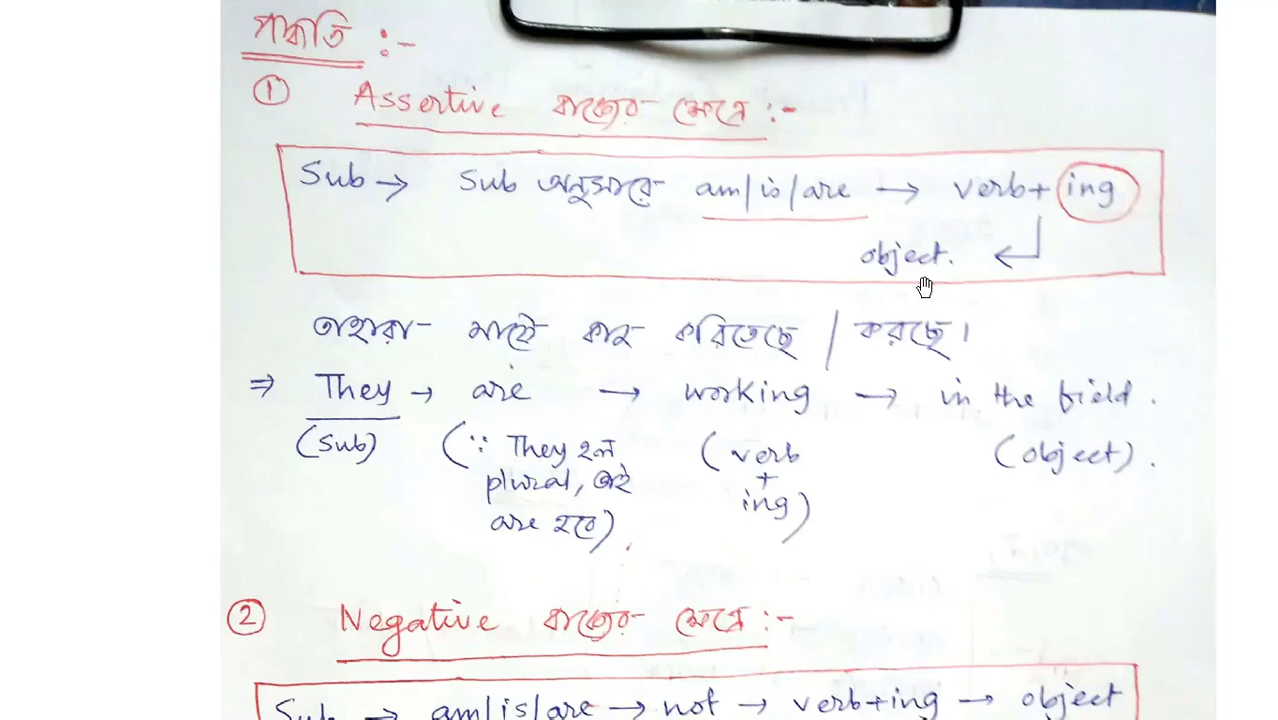 পদ্ধতি :-
① Assertive বাক্যের ক্ষেত্রে :-
Sub → Sub অনুসারে am/is/are → verb+ ing
object.
তাহারা মাঠে কাজ করিতেছে / করছে।
⇒ They → are → working → in the field.
(Sub) (∵ They হল plural, তাই are হবে) (verb + ing) (object).
② Negative বাক্যের ক্ষেত্রে :-
Sub → am/is/are → not → verb+ing → object